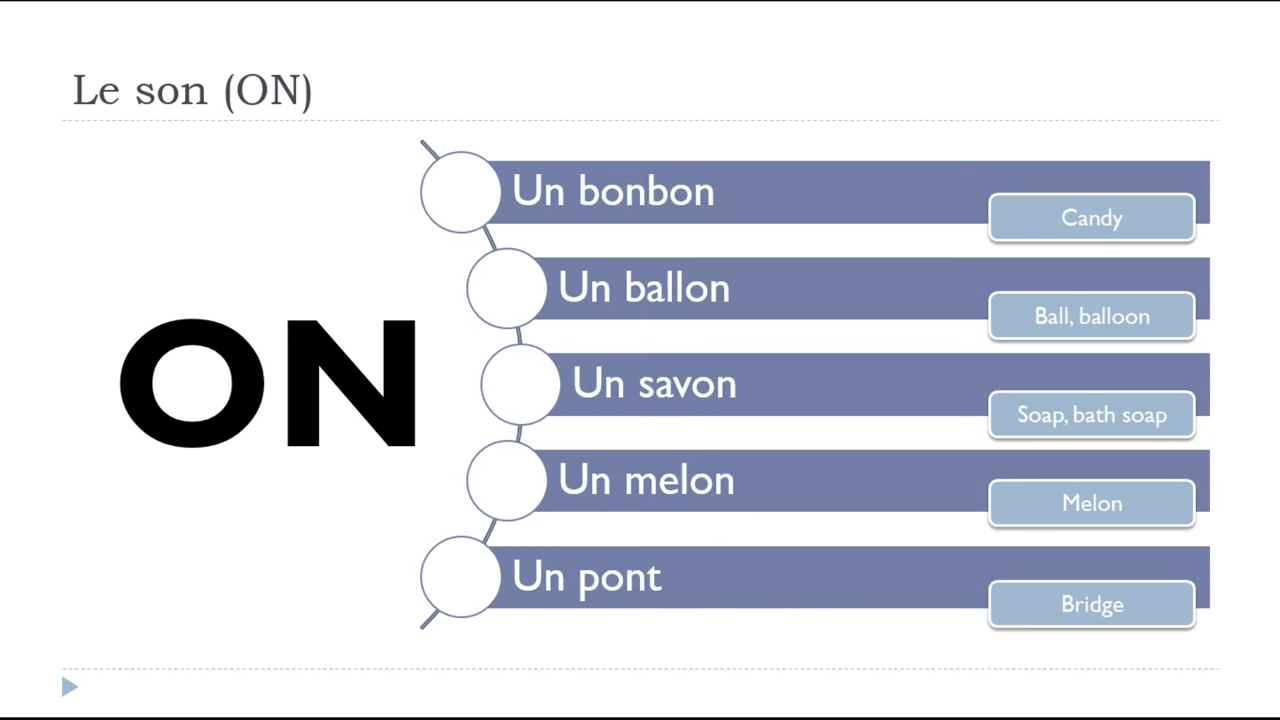 Le son (ON)
ON
Un bonbon
Candy
Un ballon
Ball, balloon
Un savon
Soap, bath soap
Un melon
Melon
Un pont
Bridge